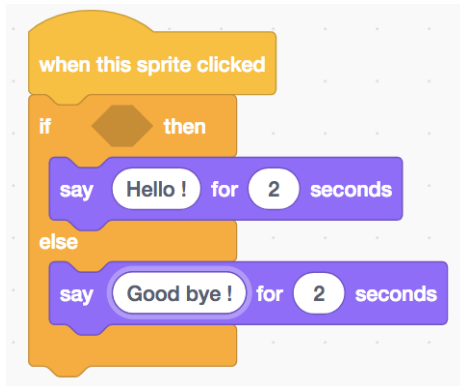 when this sprite clicked
if then
say Hello ! for 2 seconds
else
say Good bye ! for 2 seconds